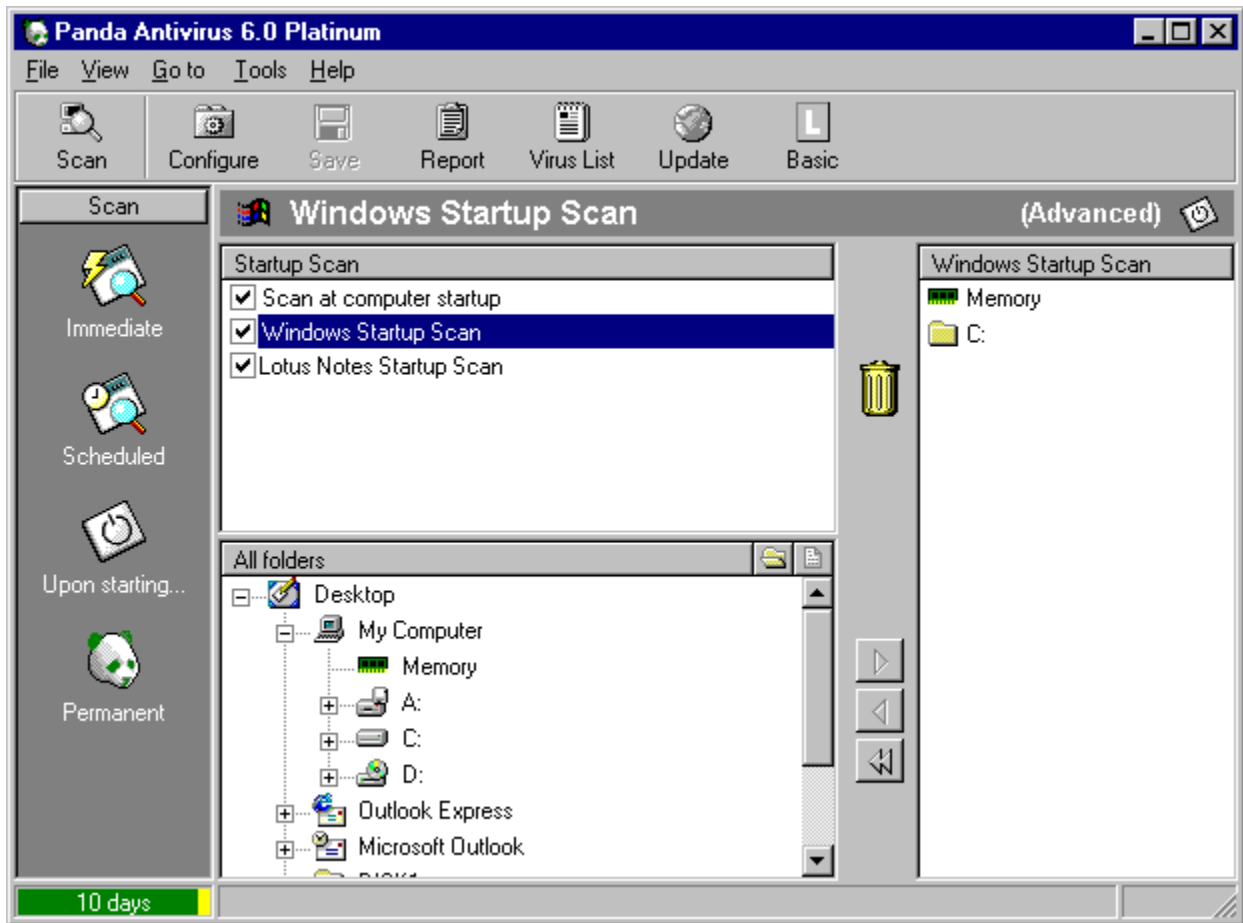 Panda Antivirus 6.0 Platinum
File View Go to Tools Help
Scan Configure Save Report Virus List Update L Basic
Scan
Immediate
Scheduled
Upon starting...
Permanent
Windows Startup Scan (Advanced)
Startup Scan
Scan at computer startup
Windows Startup Scan
Lotus Notes Startup Scan
All folders
Desktop
My Computer
Memory
A:
C:
D:
Outlook Express
Microsoft Outlook
Windows Startup Scan
Memory
C:
10 days